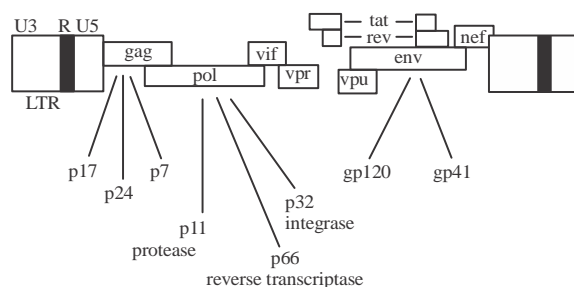 U3 R U5
LTR
gag
pol
vif
vpr
tat
rev
vpu
env
nef
p17
p24
p7
p11
protease
p66
reverse transcriptase
p32
integrase
gp120
gp41